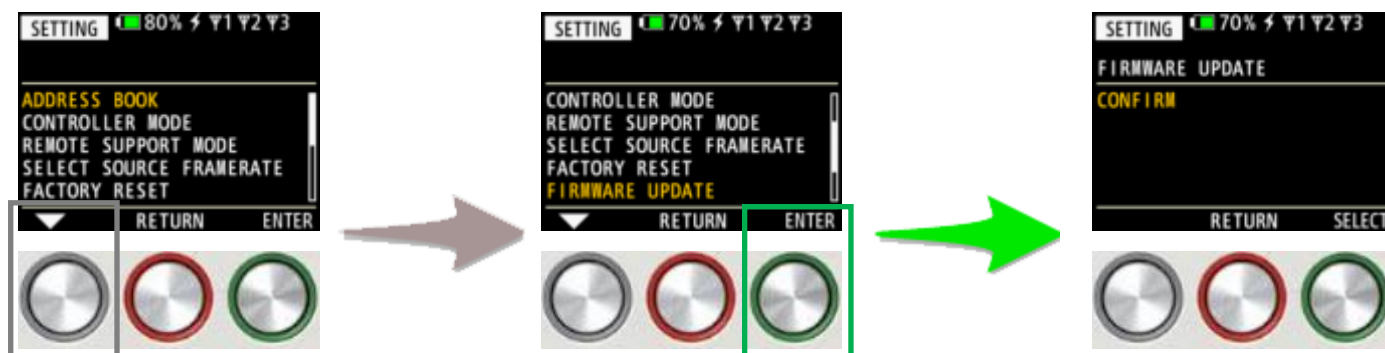 SETTING 80% 1 2 3
ADDRESS BOOK
CONTROLLER MODE
REMOTE SUPPORT MODE
SELECT SOURCE FRAMERATE
FACTORY RESET
RETURN ENTER
SETTING 70% 1 2 3
CONTROLLER MODE
REMOTE SUPPORT MODE
SELECT SOURCE FRAMERATE
FACTORY RESET
FIRMWARE UPDATE
RETURN ENTER
SETTING 70% 1 2 3
FIRMWARE UPDATE
CONFIRM
RETURN SELECT